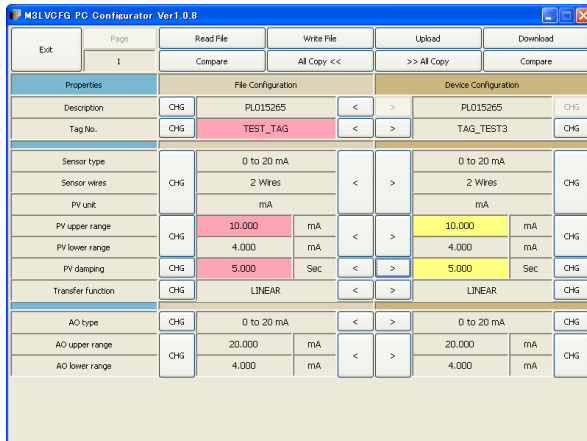 M3LVCFG PC Configurator Ver1.0.8
Exit Page Read File Write File Upload Download
1 Compare All Copy << >> All Copy Compare
Properties File Configuration Device Configuration
Description CHG PL015265 < > PL015265 CHG
Tag No. CHG TEST_TAG < > TAG_TEST3 CHG
Sensor type 0 to 20 mA 0 to 20 mA
Sensor wires CHG 2 Wires < > 2 Wires CHG
PV unit mA mA
PV upper range CHG 10.000 mA < > 10.000 mA CHG
PV lower range 4.000 mA 4.000 mA
PV damping CHG 5.000 Sec < > 5.000 Sec CHG
Transfer function CHG LINEAR < > LINEAR CHG
AO type CHG 0 to 20 mA < > 0 to 20 mA CHG
AO upper range CHG 20.000 mA < > 20.000 mA CHG
AO lower range 4.000 mA 4.000 mA